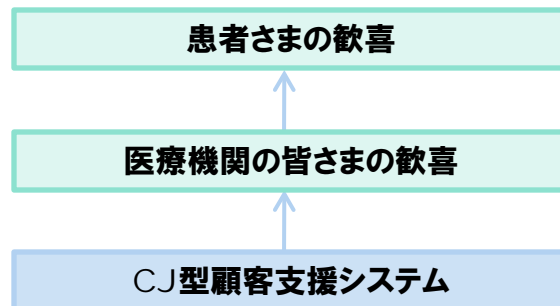 患者さまの歓喜
医療機関の皆さまの歓喜
CJ型顧客支援システム